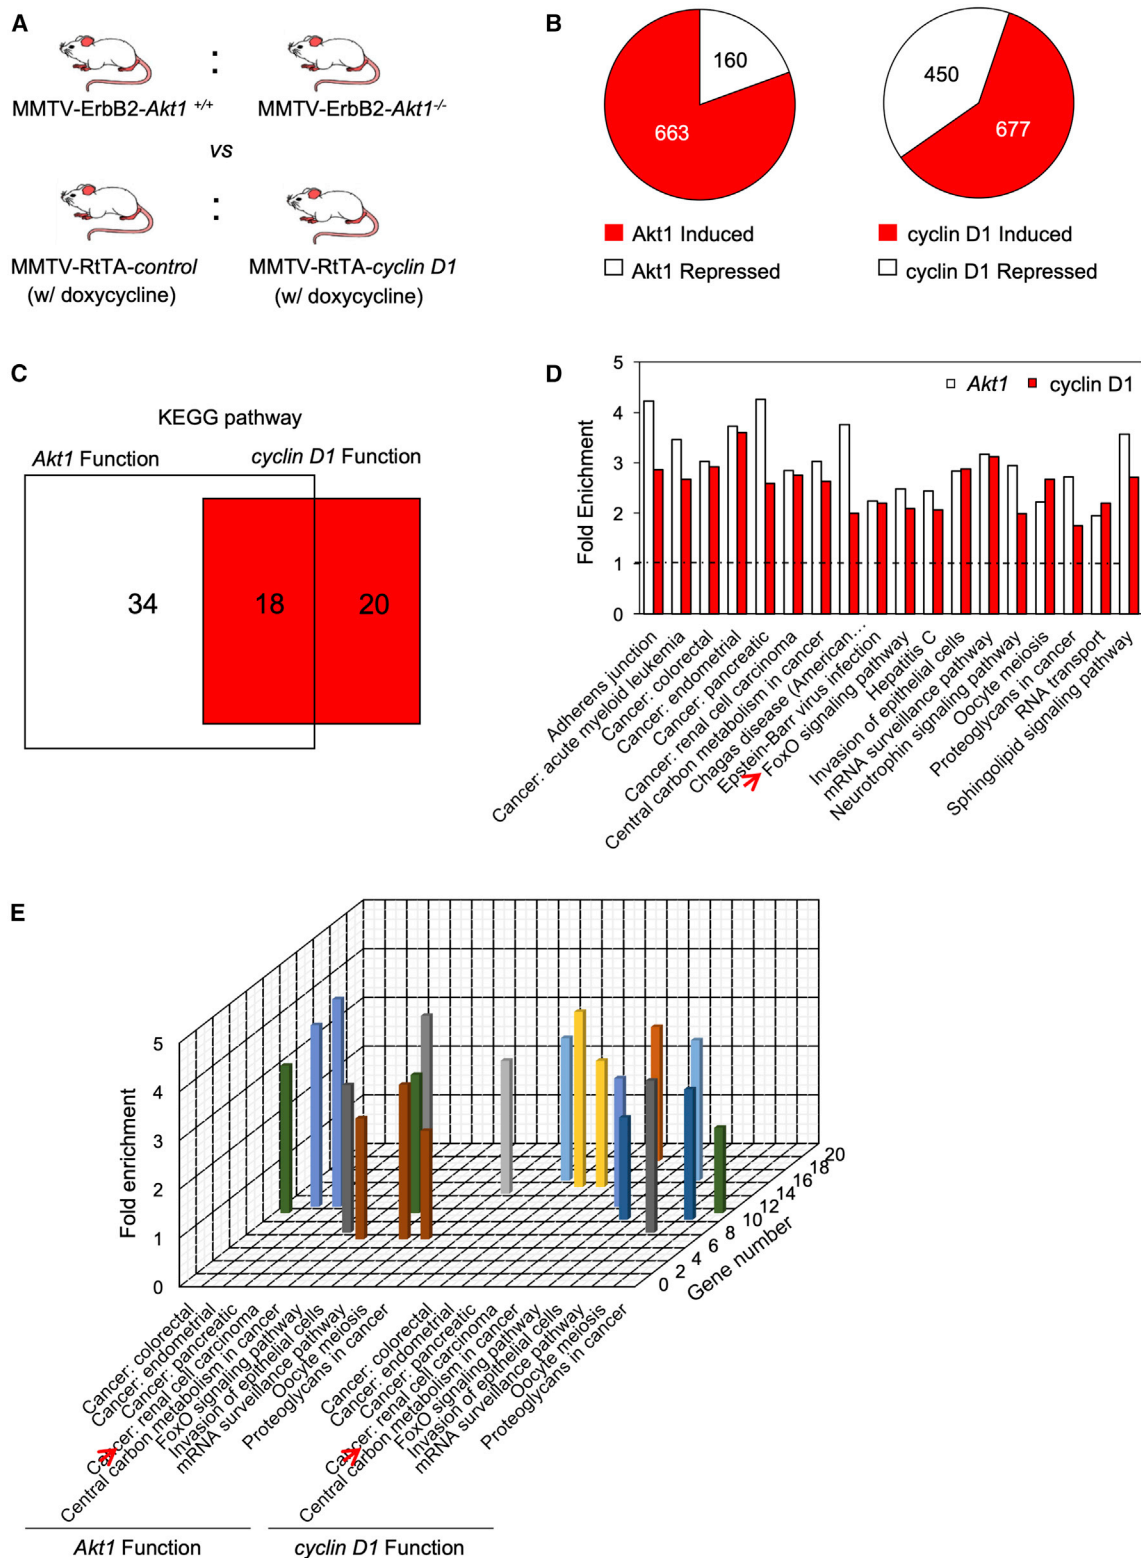 A
MMTV-ErbB2-Akt1 +/+
:
MMTV-ErbB2-Akt1-/-
vs
:
MMTV-RtTA-control
(w/ doxycycline)
MMTV-RtTA-cyclin D1
(w/ doxycycline)
B
160
663
Akt1 Induced
Akt1 Repressed
450
677
cyclin D1 Induced
cyclin D1 Repressed
C
KEGG pathway
Akt1 Function
cyclin D1 Function
34
18
20
D
Akt1
cyclin D1
Fold Enichment
5
4
3
2
1
0
Adherens junction
Cancer: acute myeloid leukemia
Cancer: colorectal
Cancer: endometrial
Cancer: pancreatic
Cancer: renal cell carcinoma
Central carbon metabolism in cancer
Chagas disease (American...
Epstein-Barr virus infection
FoxO signaling pathway
Hepatitis C
Invasion of epithelial cells
mRNA surveillance pathway
Neurotrophin signaling pathway
Oocyte meiosis
Proteoglycans in cancer
RNA transport
Sphingolipid signaling pathway
E
Fold enrichment
5
4
3
2
1
0
0
2
4
6
8
10
12
14
16
18
20
Gene number
Cancer: colorectal
Cancer: endometrial
Cancer: pancreatic
Cancer: renal cell carcinoma
Central carbon metabolism in cancer
FoxO signaling pathway
Invasion of epithelial cells
mRNA surveillance pathway
Oocyte meiosis
Proteoglycans in cancer
Cancer: colorectal
Cancer: endometrial
Cancer: pancreatic
Cancer: renal cell carcinoma
Central carbon metabolism in cancer
FoxO signaling pathway
Invasion of epithelial cells
mRNA surveillance pathway
Oocyte meiosis
Proteoglycans in cancer
Akt1 Function
cyclin D1 Function